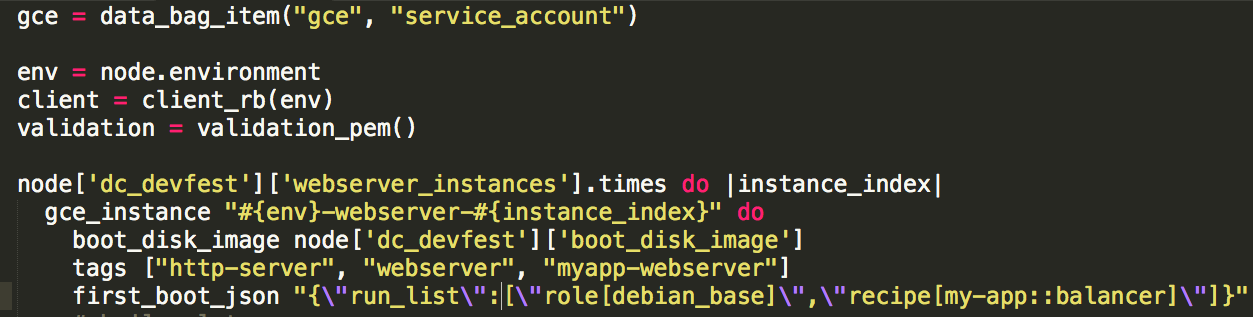 gce = data_bag_item("gce", "service_account")
env = node.environment
client = client_rb(env)
validation = validation_pem()
node['dc_devfest']['webserver_instances'].times do |instance_index|
gce_instance "#{env}-webserver-#{instance_index}" do
boot_disk_image node['dc_devfest']['boot_disk_image']
tags ["http-server", "webserver", "myapp-webserver"]
first_boot_json "{\"run_list\":[\"role[debian_base]\",\"recipe[my-app::balancer]\"]}"